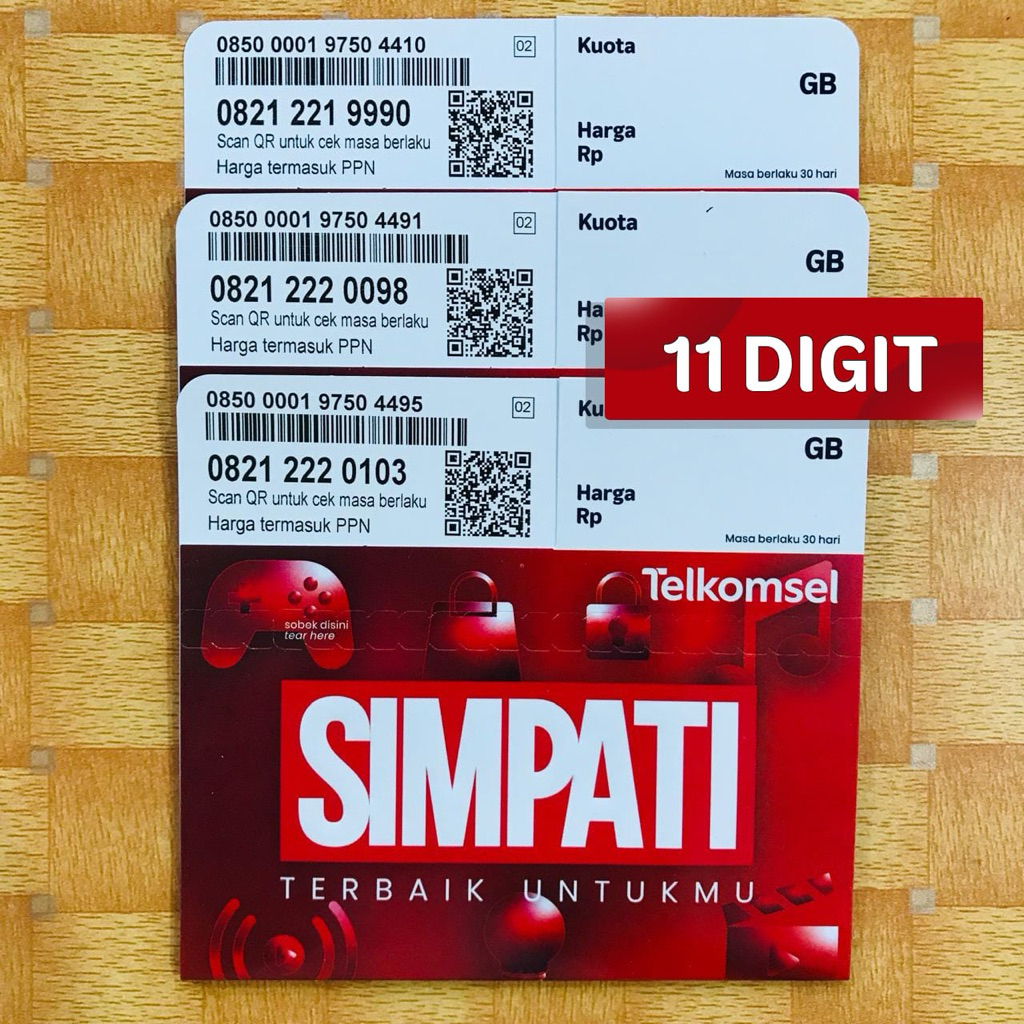 0850 0001 9750 4410
02
0821 221 9990
Scan QR untuk cek masa berlaku
Harga termasuk PPN
Kuota
GB
Harga
Rp
Masa berlaku 30 hari
0850 0001 9750 4491
02
0821 222 0098
Scan QR untuk cek masa berlaku
Harga termasuk PPN
Kuota
GB
Ha
Rp
11 DIGIT
0850 0001 9750 4495
02
0821 222 0103
Scan QR untuk cek masa berlaku
Harga termasuk PPN
Ku
GB
Harga
Rp
Masa berlaku 30 hari
Telkomsel
sobek disini
tear here
SIMPATI
TERBAIK UNTUKMU